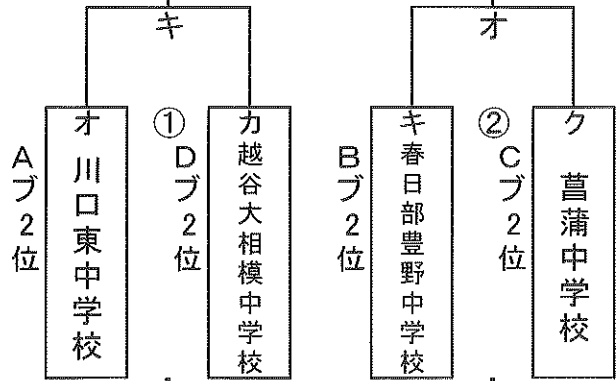 キ
オ
Aブ2位
オ 川口東中学校
①
Dブ2位
カ 越谷大相模中学校
Bブ2位
キ 春日部豊野中学校
②
Cブ2位
ク 菖蒲中学校